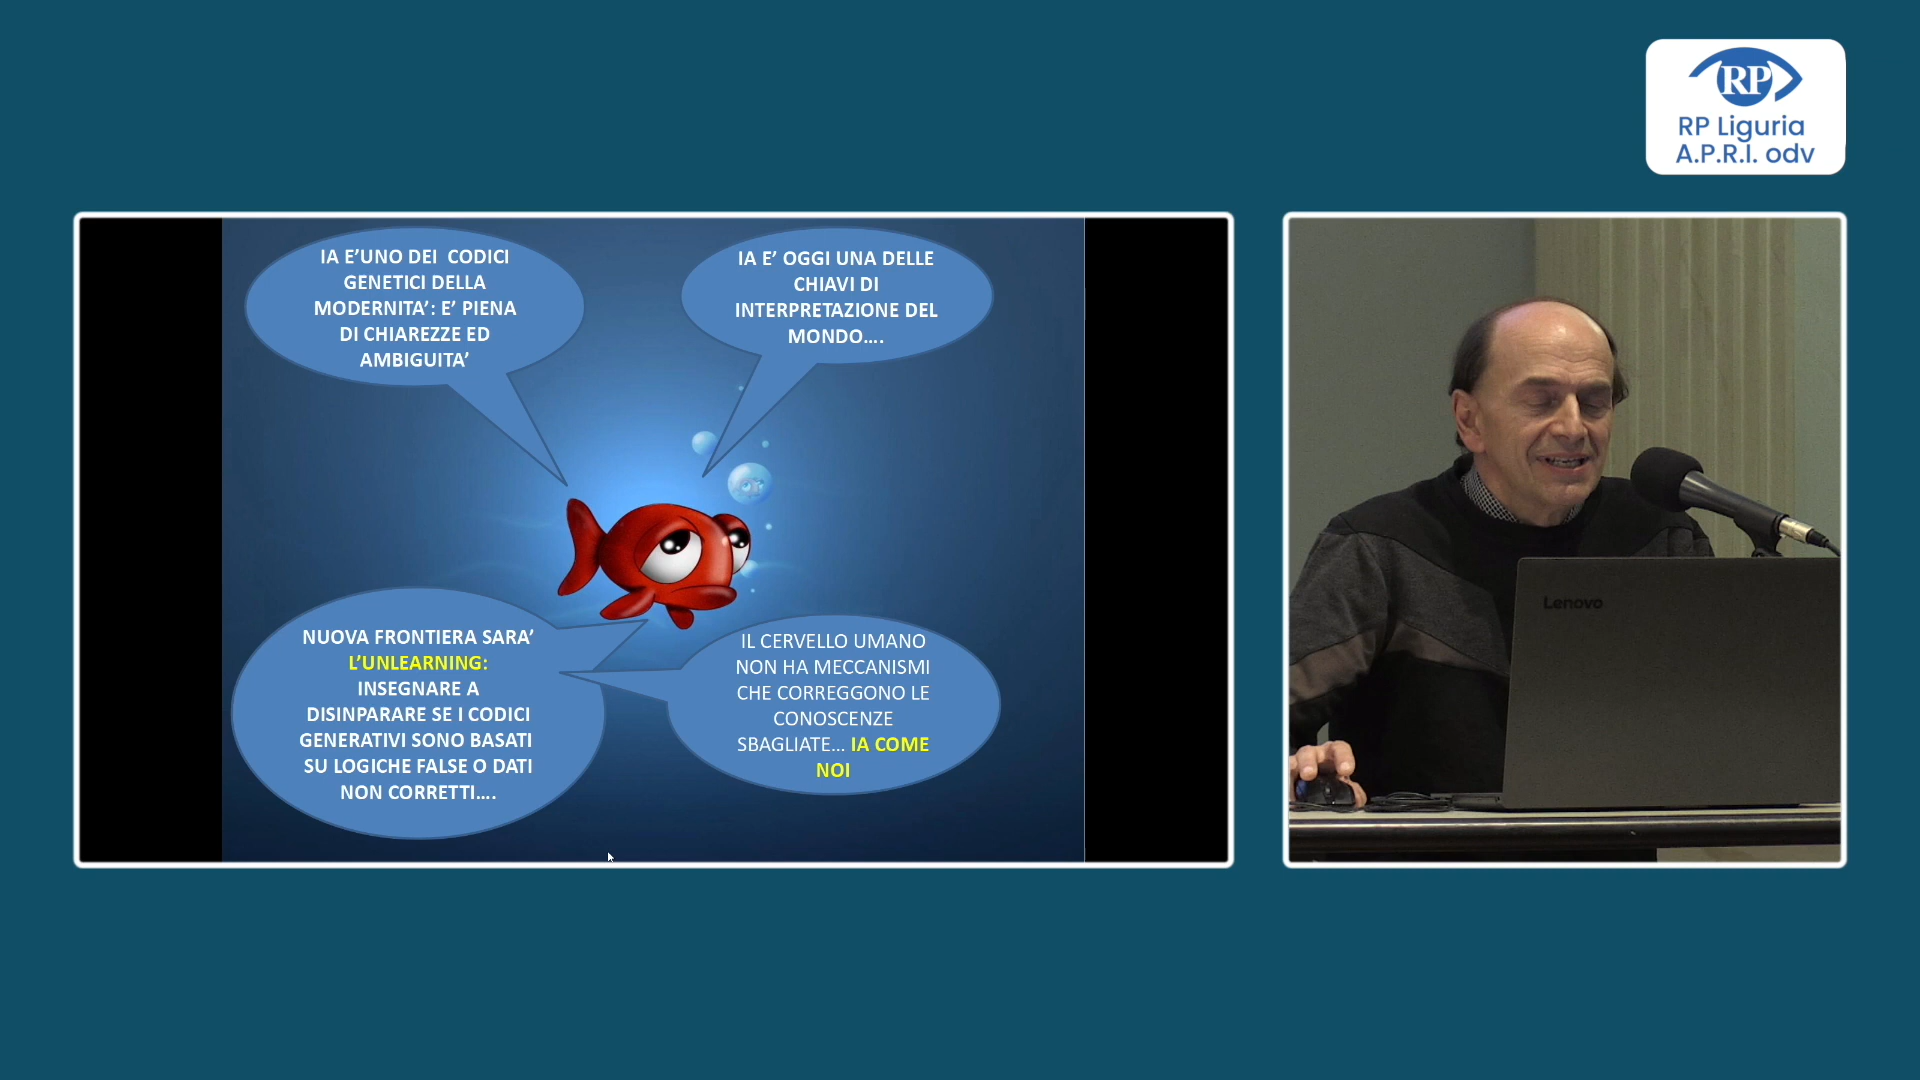 RP
RP Liguria
A.P.R.I. odv
IA E’UNO DEI  CODICI
GENETICI DELLA
MODERNITA’: E’ PIENA
DI CHIAREZZE ED
AMBIGUITA’
IA E’ OGGI UNA DELLE
CHIAVI DI
INTERPRETAZIONE DEL
MONDO….
NUOVA FRONTIERA SARA’
L’UNLEARNING:
INSEGNARE A
DISINPARARE SE I CODICI
GENERATIVI SONO BASATI
SU LOGICHE FALSE O DATI
NON CORRETTI….
IL CERVELLO UMANO
NON HA MECCANISMI
CHE CORREGGONO LE
CONOSCENZE
SBAGLIATE… IA COME
NOI
Lenovo